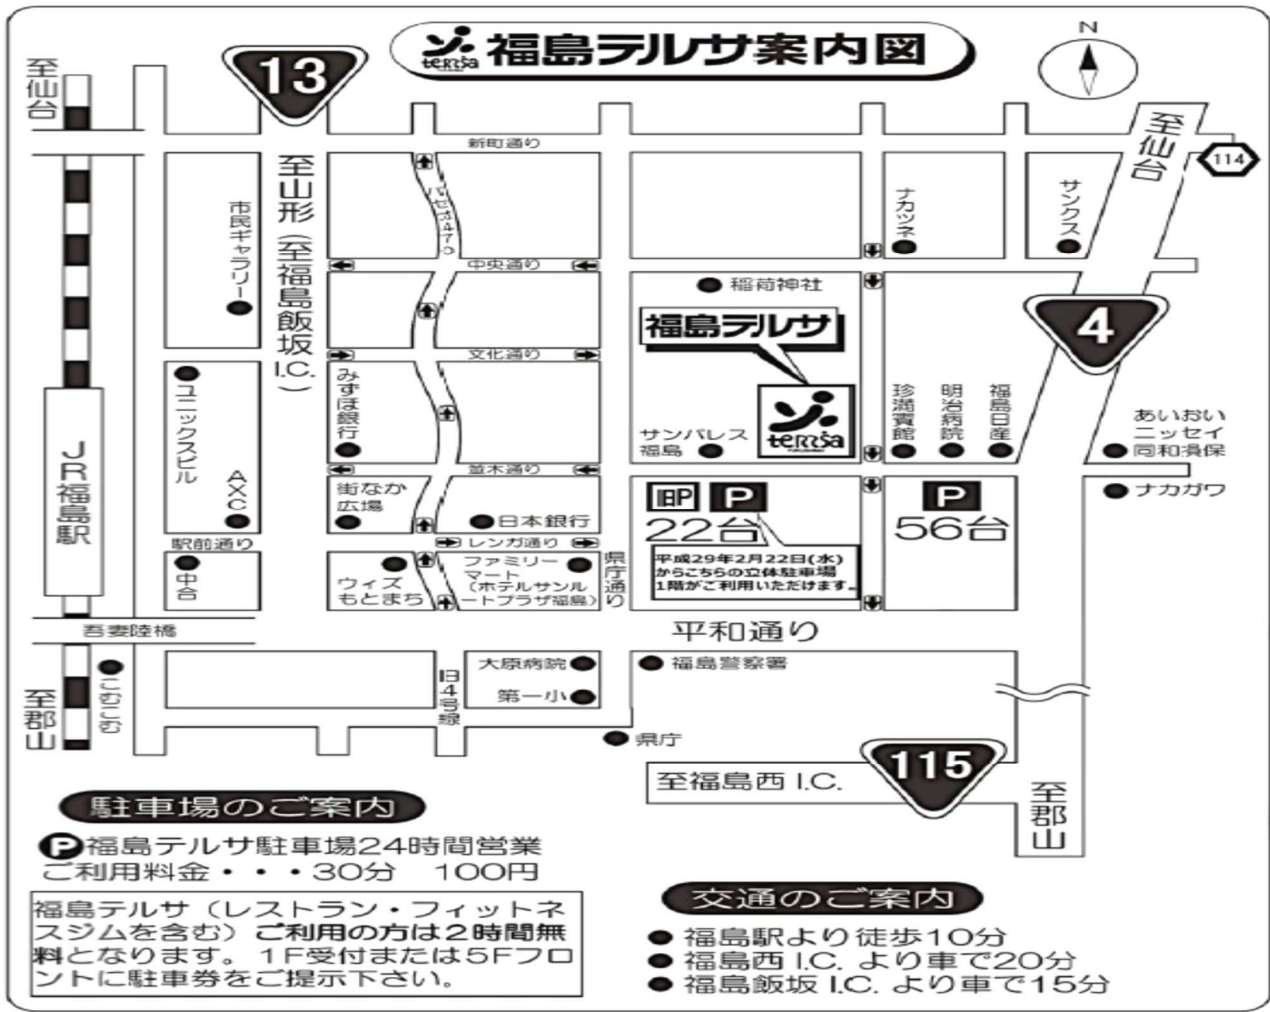 福島テルサ案内図
terrsa
N
至仙台
13
新町通り
至仙台
114
至山形(至福島飯坂I.C.)
市民ギャラリー
ナカツネ
サンクス
中央通り
稲荷神社
福島テルサ
4
文化通り
ユニックスビル
みずほ銀行
terrsa
サンパレス
福島
珍満賓館
明治病院
福島日産
あいおい
ニッセイ
同和損保
JR福島駅
AXC
並木通り
街なか
広場
日本銀行
旧P
P
22台
P
56台
ナカガワ
駅前通り
レンガ通り
県庁通り
中合
ウィズ
もとまち
ファミリー
マート
(ホテルサンル
ートプラザ福島)
平成29年2月22日(水)
からこちらの立体駐車場
1階がご利用いただけます。
吾妻陸橋
平和通り
こむこむ
至郡山
旧4号線
大原病院
第一小
福島警察署
県庁
至福島西 I.C.
115
至郡山
駐車場のご案内
P福島テルサ駐車場24時間営業
ご利用料金・・・30分 100円
福島テルサ(レストラン・フィットネ
スジムを含む)ご利用の方は2時間無
料となります。1F受付または5Fフロ
ントに駐車券をご提示下さい。
交通のご案内
● 福島駅より徒歩10分
● 福島西 I.C. より車で20分
● 福島飯坂 I.C. より車で15分